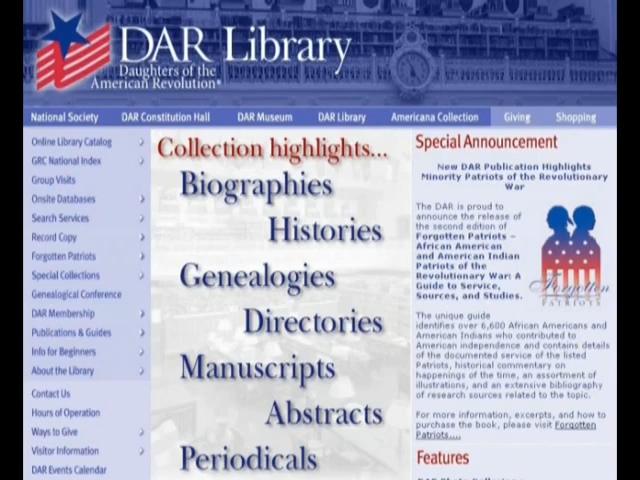 DAR Library
Daughters of the
American Revolution®
National Society DAR Constitution Hall DAR Museum DAR Library Americana Collection Giving Shopping
Online Library Catalog
GRC National Index
Group Visits
Onsite Databases
Search Services
Record Copy
Forgotten Patriots
Special Collections
Genealogical Conference
DAR Membership
Publications & Guides
Info for Beginners
About the Library
Contact Us
Hours of Operation
Ways to Give
Visitor Information
DAR Events Calendar
Collection highlights...
Biographies
Histories
Genealogies
Directories
Manuscripts
Abstracts
Periodicals
Special Announcement
New DAR Publication Highlights
Minority Patriots of the Revolutionary
War
The DAR is proud to
announce the release of
the second edition of
Forgotten Patriots –
African American
and American Indian
Patriots of the
Revolutionary War: A
Guide to Service,
Sources, and Studies.
Forgotten
PATRIOTS
The unique guide
identifies over 6,600 African Americans and
American Indians who contributed to
American independence and contains details
of the documented service of the listed
Patriots, historical commentary on
happenings of the time, an assortment of
illustrations, and an extensive bibliography
of research sources related to the topic.
For more information, excerpts, and how to
purchase the book, please visit Forgotten
Patriots....
Features